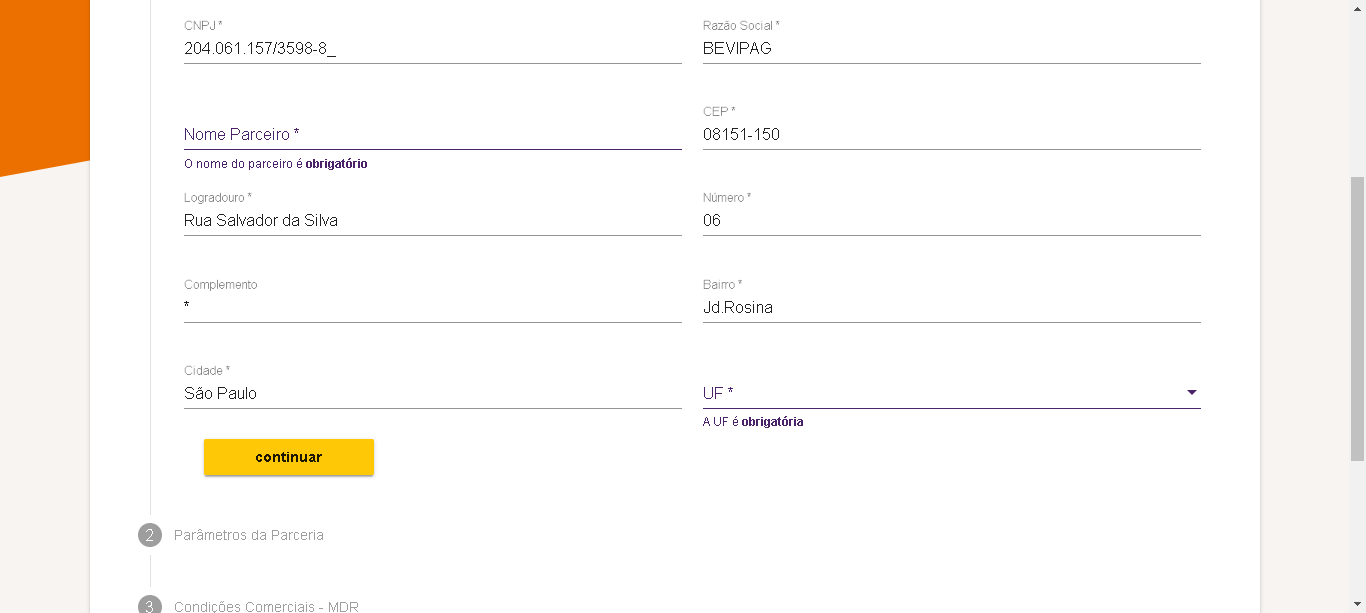 CNPJ *
204.061.157/3598-8_
Razão Social *
BEVIPAG
Nome Parceiro *
O nome do parceiro é obrigatório
CEP *
08151-150
Logradouro *
Rua Salvador da Silva
Número *
06
Complemento
*
Bairro *
Jd.Rosina
Cidade *
São Paulo
UF *
A UF é obrigatória
continuar
2 Parâmetros da Parceria
3 Condições Comerciais - MDR